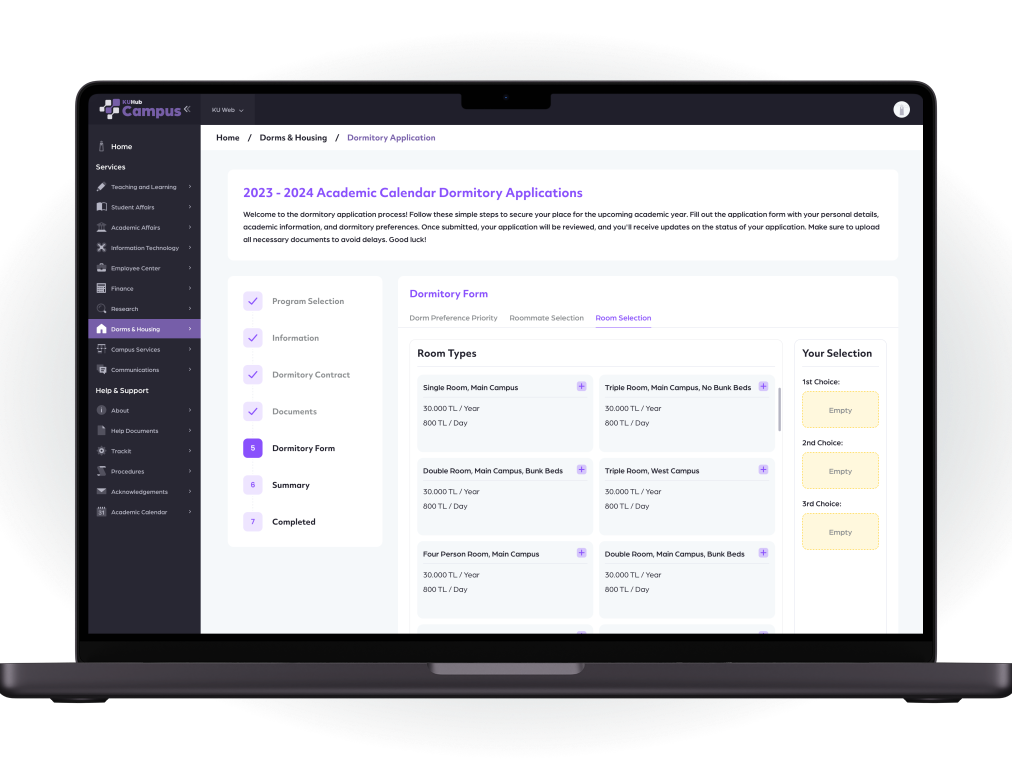 KUHub
Campus
KU Web
Home / Dorms & Housing / Dormitory Application
Home
Services
Teaching and Learning
Student Affairs
Academic Affairs
Information Technology
Employee Center
Finance
Research
Dorms & Housing
Campus Services
Communications
Help & Support
About
Help Documents
Trackit
Procedures
Acknowledgements
31
Academic Calendar
2023 - 2024 Academic Calendar Dormitory Applications
Welcome to the dormitory application process! Follow these simple steps to secure your place for the upcoming academic year. Fill out the application form with your personal details,
academic information, and dormitory preferences. Once submitted, your application will be reviewed, and you'll receive updates on the status of your application. Make sure to upload
all necessary documents to avoid delays. Good luck!
Program Selection
Information
Dormitory Contract
Documents
5 Dormitory Form
6 Summary
7 Completed
Dormitory Form
Dorm Preference Priority Roommate Selection Room Selection
Room Types
Single Room, Main Campus
30.000 TL / Year
800 TL / Day
Triple Room, Main Campus, No Bunk Beds
30.000 TL / Year
800 TL / Day
Double Room, Main Campus, Bunk Beds
30.000 TL / Year
800 TL / Day
Triple Room, West Campus
30.000 TL / Year
800 TL / Day
Four Person Room, Main Campus
30.000 TL / Year
800 TL / Day
Double Room, Main Campus, Bunk Beds
30.000 TL / Year
800 TL / Day
Your Selection
1st Choice:
Empty
2nd Choice:
Empty
3rd Choice:
Empty